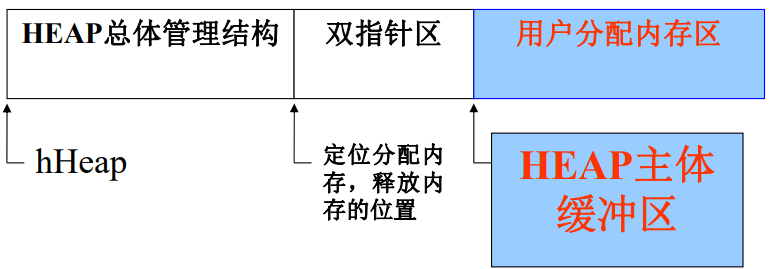 HEAP总体管理结构
双指针区
用户分配内存区
hHeap
定位分配内
存，释放内
存的位置
HEAP主体
缓冲区